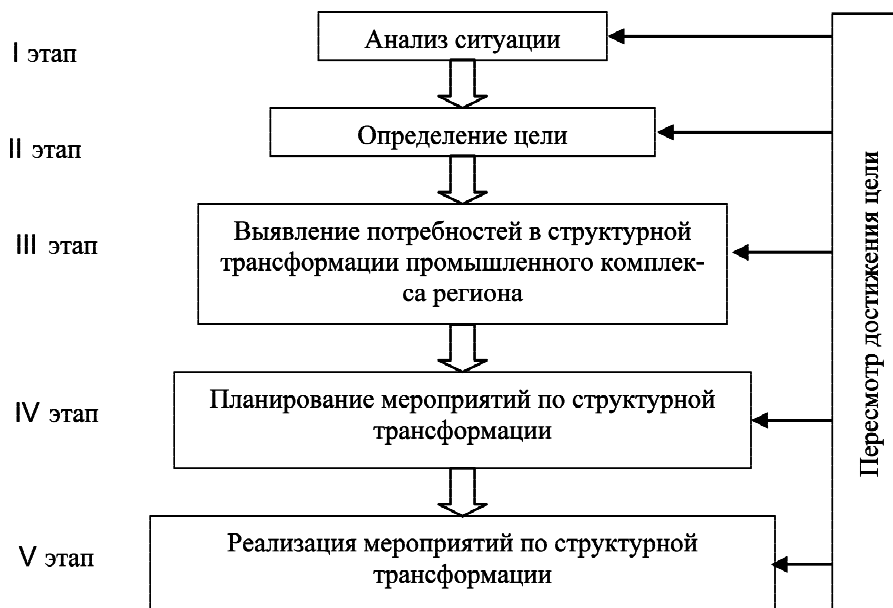 I этап
Анализ ситуации
II этап
Определение цели
III этап
Выявление потребностей в структурной
трансформации промышленного комплек-
са региона
IV этап
Планирование мероприятий по структурной
трансформации
V этап
Реализация мероприятий по структурной
трансформации
Пересмотр достижения цели